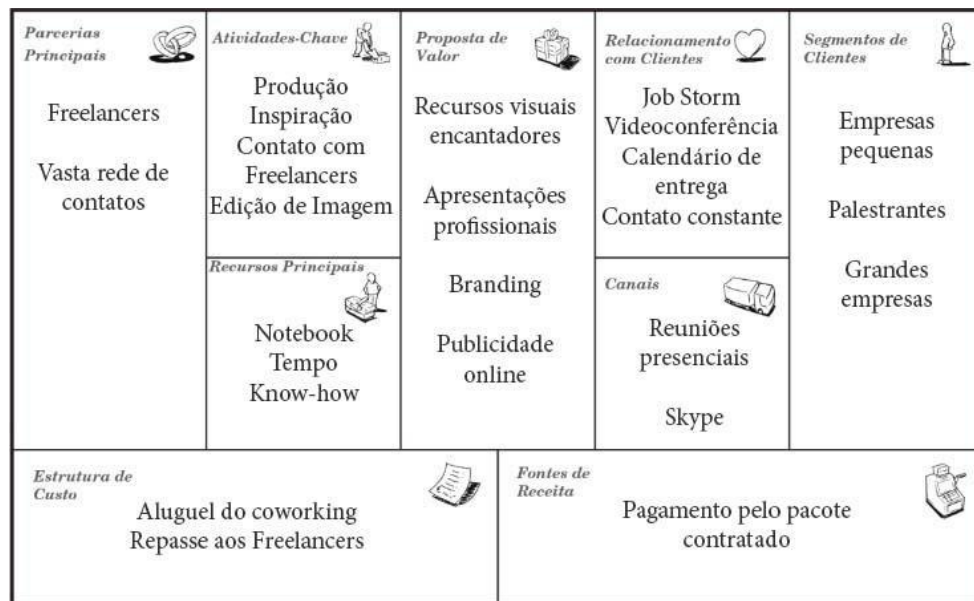 Parcerias
Principais
Freelancers
Vasta rede de
contatos
Atividades-Chave
Produção
Inspiração
Contato com
Freelancers
Edição de Imagem
Recursos Principais
Notebook
Tempo
Know-how
Proposta de
Valor
Recursos visuais
encantadores
Apresentações
profissionais
Branding
Publicidade
online
Relacionamento
com Clientes
Job Storm
Videoconferência
Calendário de
entrega
Contato constante
Canais
Reuniões
presenciais
Skype
Segmentos de
Clientes
Empresas
pequenas
Palestrantes
Grandes
empresas
Estrutura de
Custo
Aluguel do coworking
Repasse aos Freelancers
Fontes de
Receita
Pagamento pelo pacote
contratado